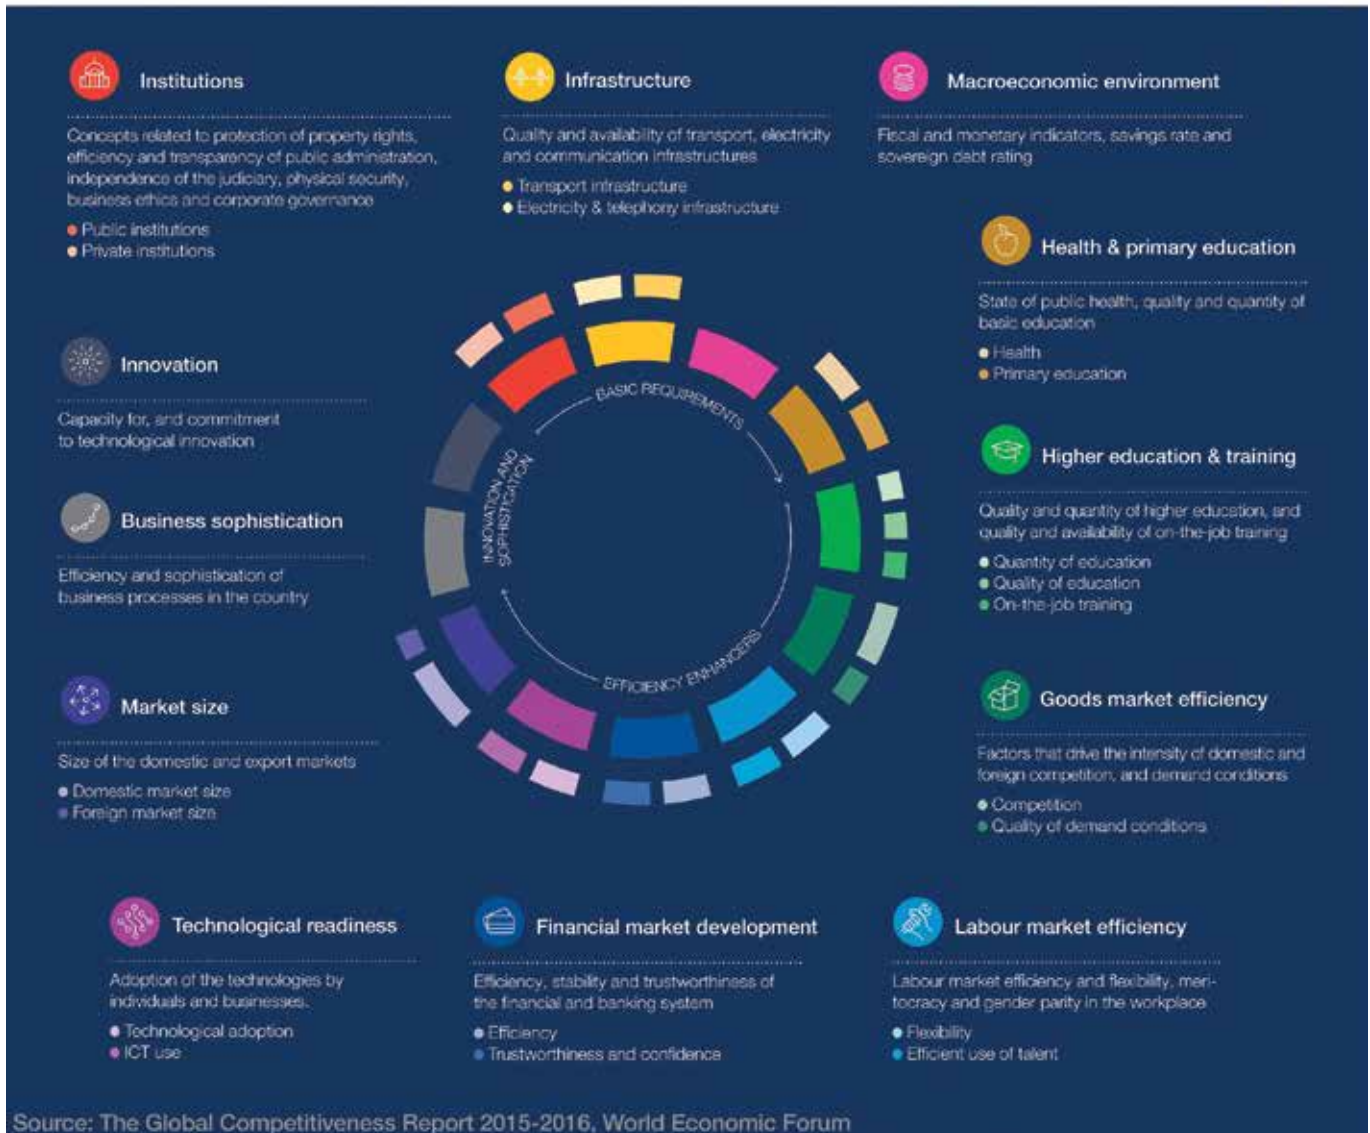 Institutions
Concepts related to protection of property rights,
efficiency and transparency of public administration,
independence of the judiciary, physical security,
business ethics and corporate governance
Public institutions
Private institutions
Infrastructure
Quality and availability of transport, electricity
and communication infrastructures
Transport infrastructure
Electricity & telephony infrastructure
Macroeconomic environment
Fiscal and monetary indicators, savings rate and
sovereign debt rating
Health & primary education
State of public health, quality and quantity of
basic education
Health
Primary education
Innovation
Capacity for, and commitment
to technological innovation
BASIC REQUIREMENTS
INNOVATION AND
SOPHISTICATION
EFFICIENCY ENHANCERS
Higher education & training
Quality and quantity of higher education, and
quality and availability of on-the-job training
Quantity of education
Quality of education
On-the-job training
Business sophistication
Efficiency and sophistication of
business processes in the country
Market size
Size of the domestic and export markets
Domestic market size
Foreign market size
Goods market efficiency
Factors that drive the intensity of domestic and
foreign competition, and demand conditions
Competition
Quality of demand conditions
Technological readiness
Adoption of the technologies by
individuals and businesses.
Technological adoption
ICT use
Financial market development
Efficiency, stability and trustworthiness of
the financial and banking system
Efficiency
Trustworthiness and confidence
Labour market efficiency
Labour market efficiency and flexibility, meri-
tocracy and gender parity in the workplace
Flexibility
Efficient use of talent
Source: The Global Competitiveness Report 2015-2016, World Economic Forum